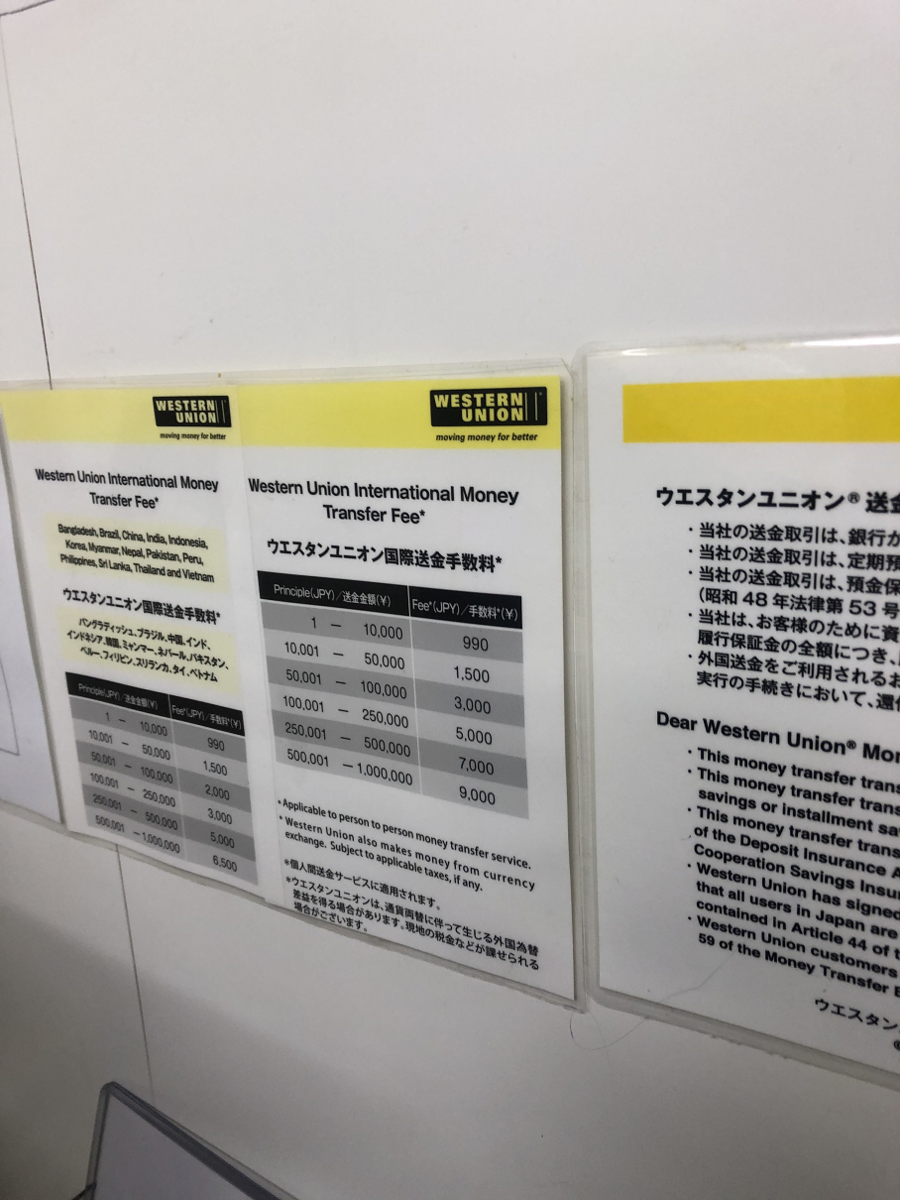 WESTERN
UNION
moving money for better
Western Union International Money
Transfer Fee*
Bangladesh, Brazil, China, India, Indonesia,
Korea, Myanmar, Nepal, Pakistan, Peru,
Philippines, Sri Lanka, Thailand and Vietnam
ウエスタンユニオン国際送金手数料*
バングラディッシュ、ブラジル、中国、インド、
インドネシア、韓国、ミャンマー、ネパール、パキスタン、
ペルー、フィリピン、スリランカ、タイ、ベトナム
Principle(JPY)/送金金額(¥) Fee*(JPY)/手数料*(¥)
1 – 10,000 990
10,001 – 50,000 1,500
50,001 – 100,000 2,000
100,001 – 250,000 3,000
250,001 – 500,000 5,000
500,001 –1,000,000 6,500
WESTERN
UNION
moving money for better
Western Union International Money
Transfer Fee*
ウエスタンユニオン国際送金手数料*
Principle(JPY)/送金金額(¥) Fee*(JPY)/手数料*(¥)
1 – 10,000 990
10,001 – 50,000 1,500
50,001 – 100,000 3,000
100,001 – 250,000 5,000
250,001 – 500,000 7,000
500,001 –1,000,000 9,000
*Applicable to person to person money transfer service.
*Western Union also makes money from currency
exchange. Subject to applicable taxes, if any.
*個人間送金サービスに適用されます。
*ウエスタンユニオンは、通貨両替に伴って生じる外国為替
差益を得る場合があります。現地の税金などが課せられる
場合がございます。
ウエスタンユニオン® 送金
・当社の送金取引は、銀行が
・当社の送金取引は、定期預
・当社の送金取引は、預金保
(昭和 48 年法律第 53 号
・当社は、お客様のために資
履行保証金の全額につき、
・外国送金をご利用される
実行の手続きにおいて、還付
Dear Western Union® Mon
・This money transfer trans
・This money transfer trans
savings or installment sav
・This money transfer trans
of the Deposit Insurance A
Cooperation Savings Insur
・Western Union has signed
that all users in Japan are
contained in Article 44 of t
・Western Union customers
59 of the Money Transfer B
ウエスタン